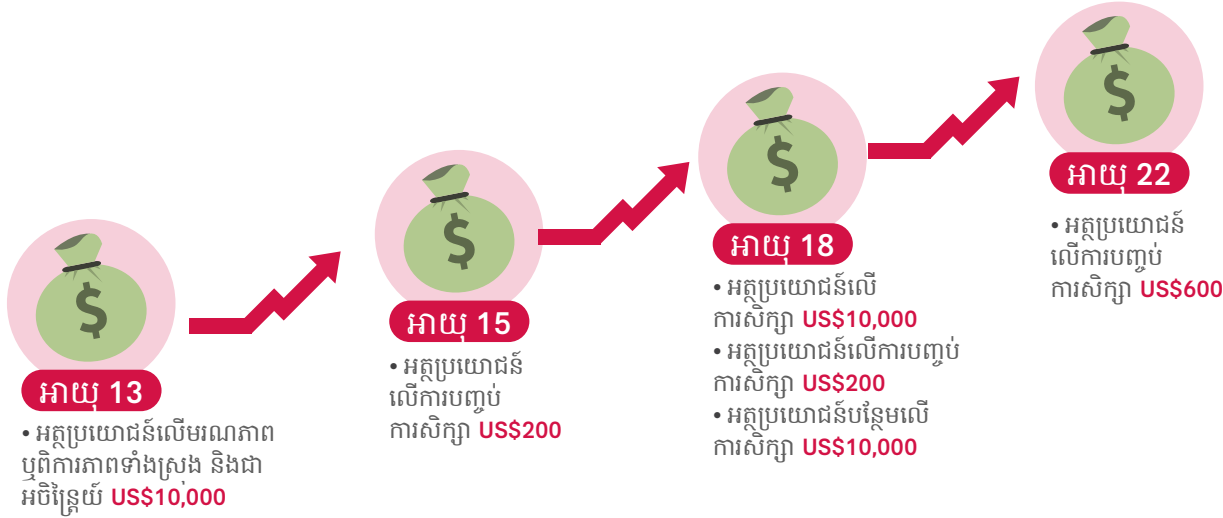 អាយុ 13
• អត្ថប្រយោជន៍លើមរណភាព
ឬពិការភាពទាំងស្រុង និងជា
អចិន្ត្រៃយ៍ US$10,000
អាយុ 15
• អត្ថប្រយោជន៍
លើការបញ្ចប់
ការសិក្សា US$200
អាយុ 18
• អត្ថប្រយោជន៍លើ
ការសិក្សា US$10,000
• អត្ថប្រយោជន៍លើការបញ្ចប់
ការសិក្សា US$200
• អត្ថប្រយោជន៍បន្ថែមលើ
ការសិក្សា US$10,000
អាយុ 22
• អត្ថប្រយោជន៍
លើការបញ្ចប់
ការសិក្សា US$600
$
$
$
$